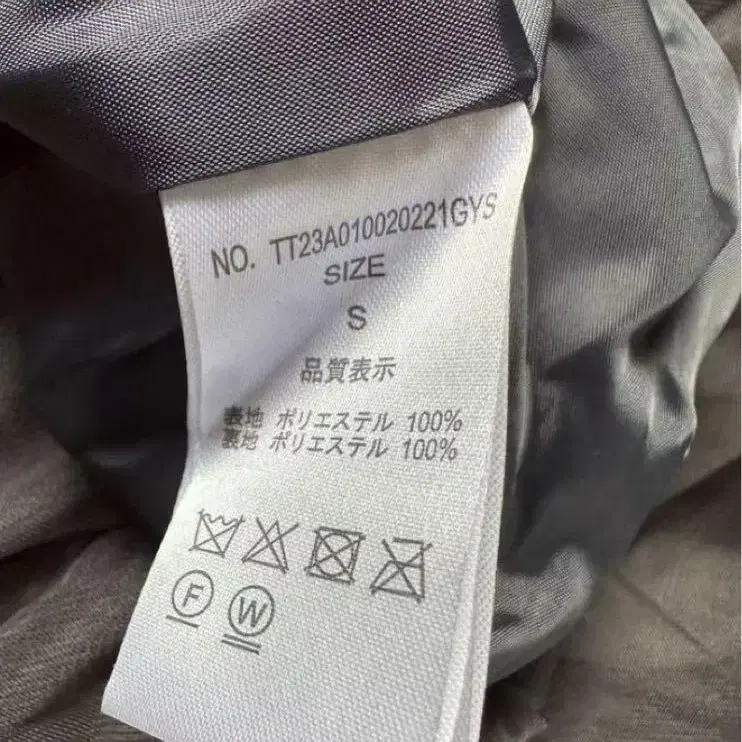 NO. TT23A010020221GYS
SIZE
S
品質表示
表地 ポリエステル 100%
表地 ポリエステル 100%
F W